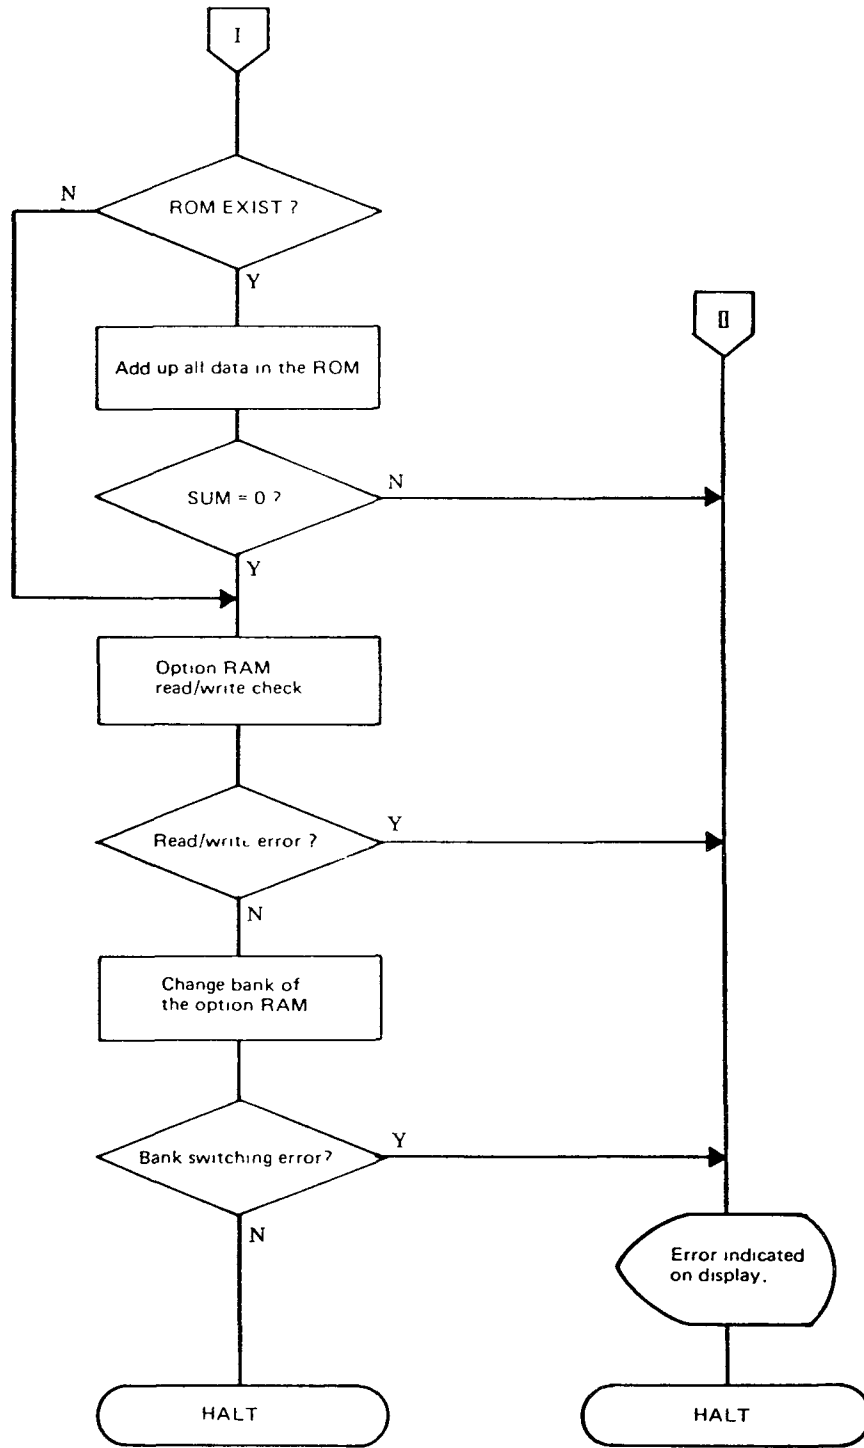 I
ROM EXIST ?
N
Y
II
Add up all data in the ROM
SUM = 0 ?
N
Y
Option RAM
read/write check
Read/write error ?
Y
N
Change bank of
the option RAM
Bank switching error?
Y
N
Error indicated
on display.
HALT
HALT